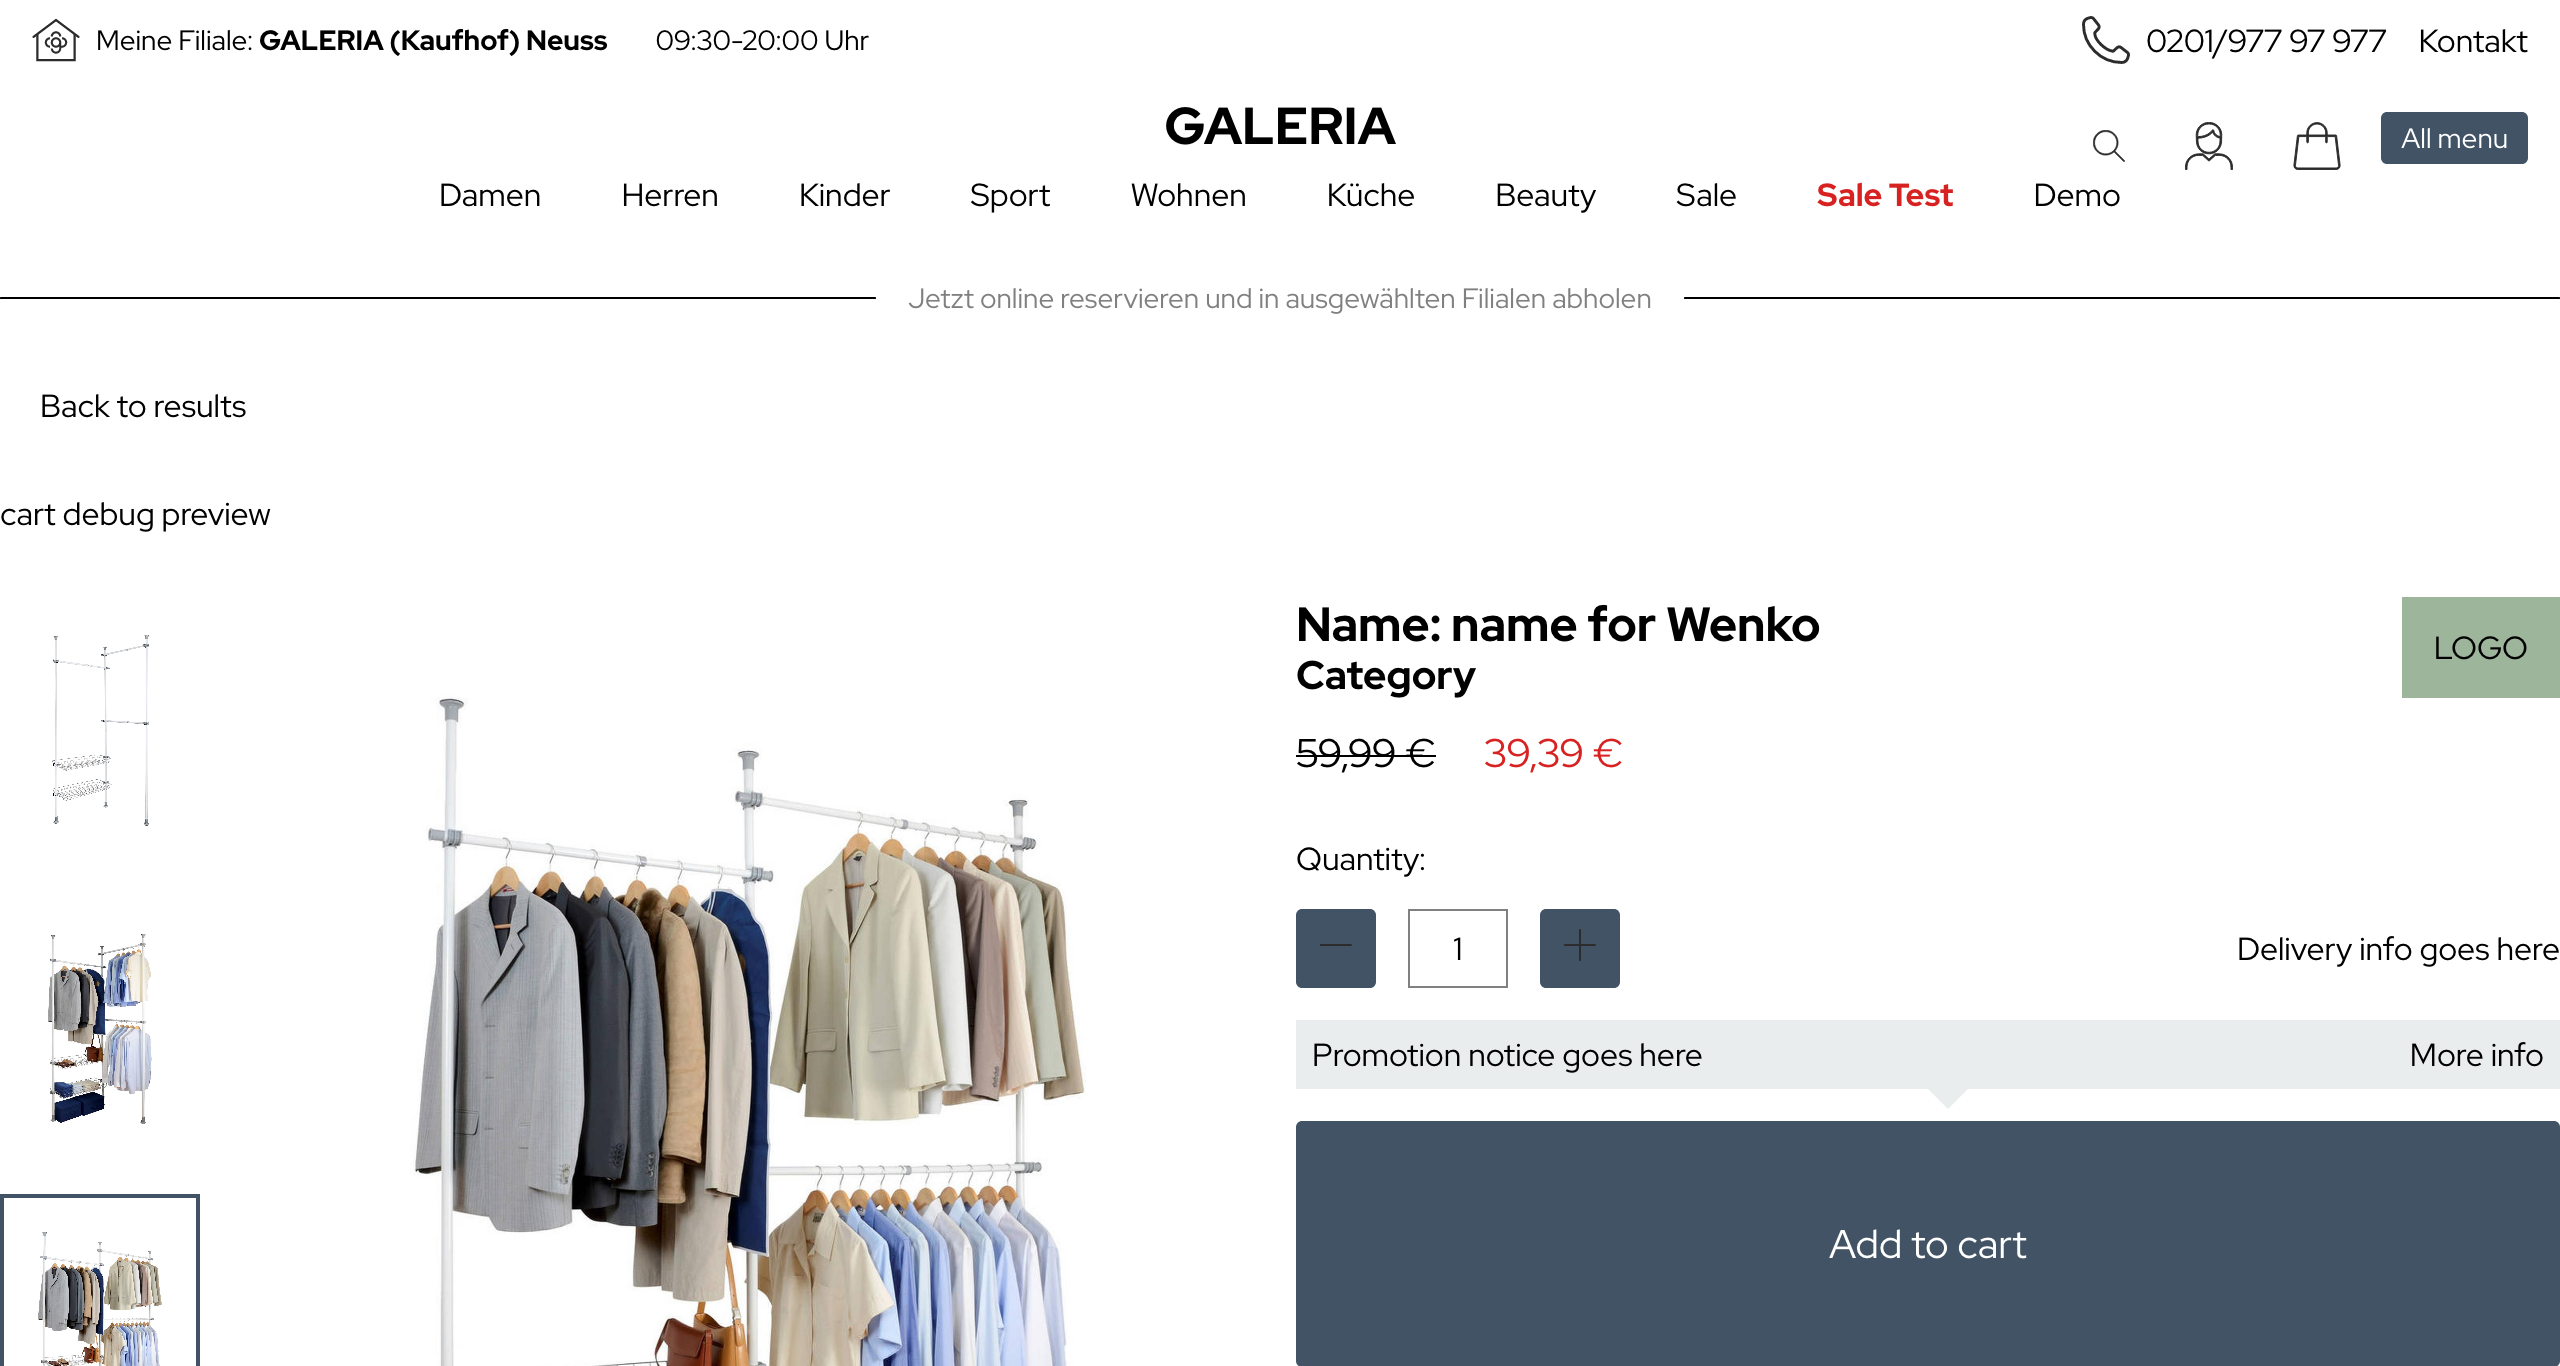 Meine Filiale: GALERIA (Kaufhof) Neuss 09:30-20:00 Uhr 0201/977 97 977 Kontakt
GALERIA
All menu
Damen Herren Kinder Sport Wohnen Küche Beauty Sale Sale Test Demo
Jetzt online reservieren und in ausgewählten Filialen abholen
Back to results
cart debug preview
Name: name for Wenko
LOGO
Category
59,99 € 39,39 €
Quantity:
1
Delivery info goes here
Promotion notice goes here More info
Add to cart